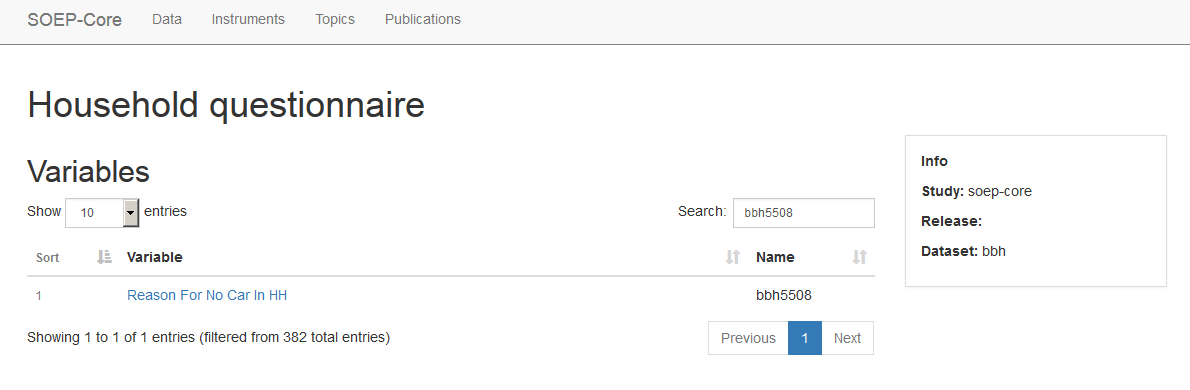 SOEP-Core Data Instruments Topics Publications
Household questionnaire
Variables
Show 10 entries Search: bbh5508
Sort Variable Name
1 Reason For No Car In HH bbh5508
Showing 1 to 1 of 1 entries (filtered from 382 total entries) Previous 1 Next
Info
Study: soep-core
Release:
Dataset: bbh